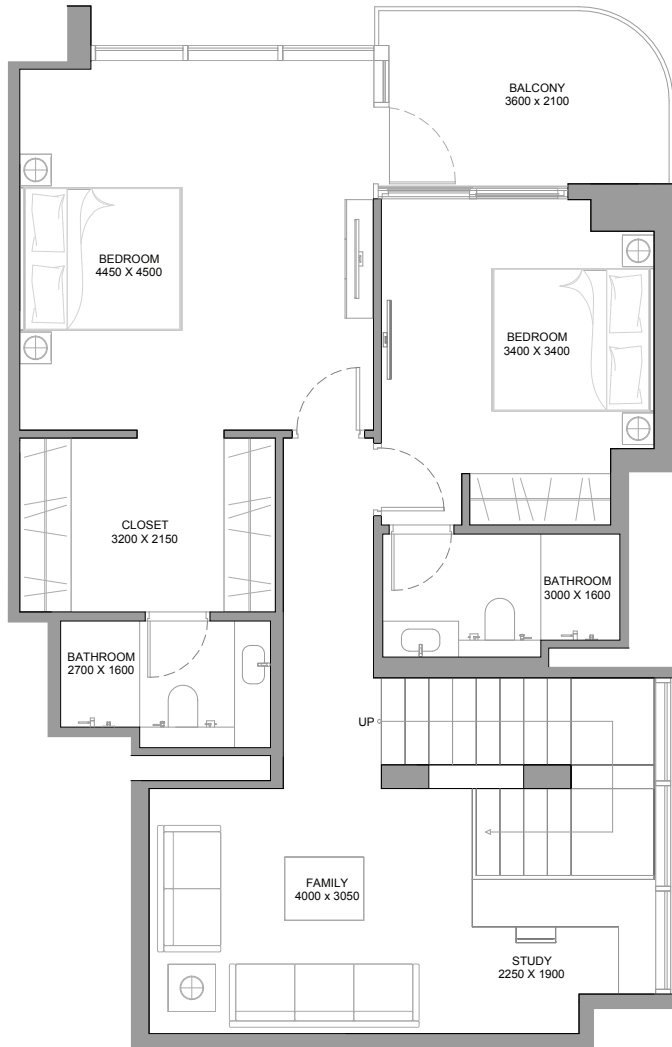 BALCONY
3600 x 2100
BEDROOM
4450 X 4500
BEDROOM
3400 X 3400
CLOSET
3200 X 2150
BATHROOM
3000 X 1600
BATHROOM
2700 X 1600
UP
FAMILY
4000 x 3050
STUDY
2250 X 1900